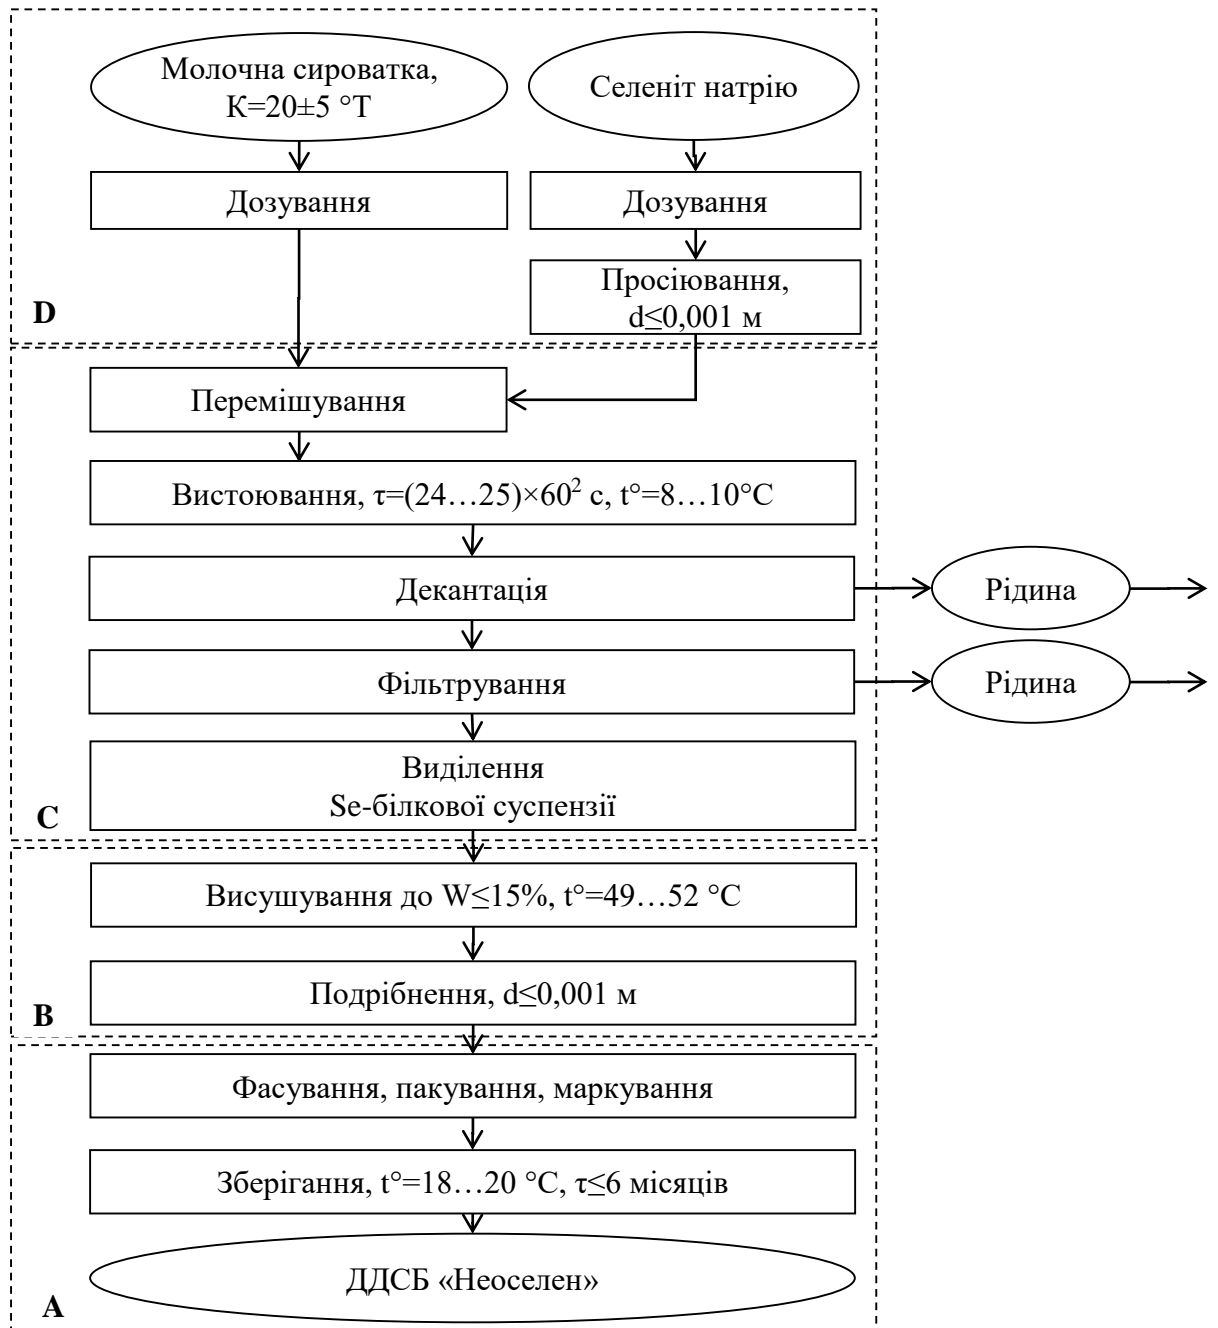 Молочна сироватка,
К=20±5 °Т
Селеніт натрію
Дозування
Дозування
Просіювання,
d≤0,001 м
D
Перемішування
Вистоювання, τ=(24…25)×60² с, t°=8…10°С
Декантація
Рідина
Фільтрування
Рідина
Виділення
Se-білкової суспензії
C
Висушування до W≤15%, t°=49…52 °С
Подрібнення, d≤0,001 м
B
Фасування, пакування, маркування
Зберігання, t°=18…20 °С, τ≤6 місяців
ДДСБ «Неоселен»
A